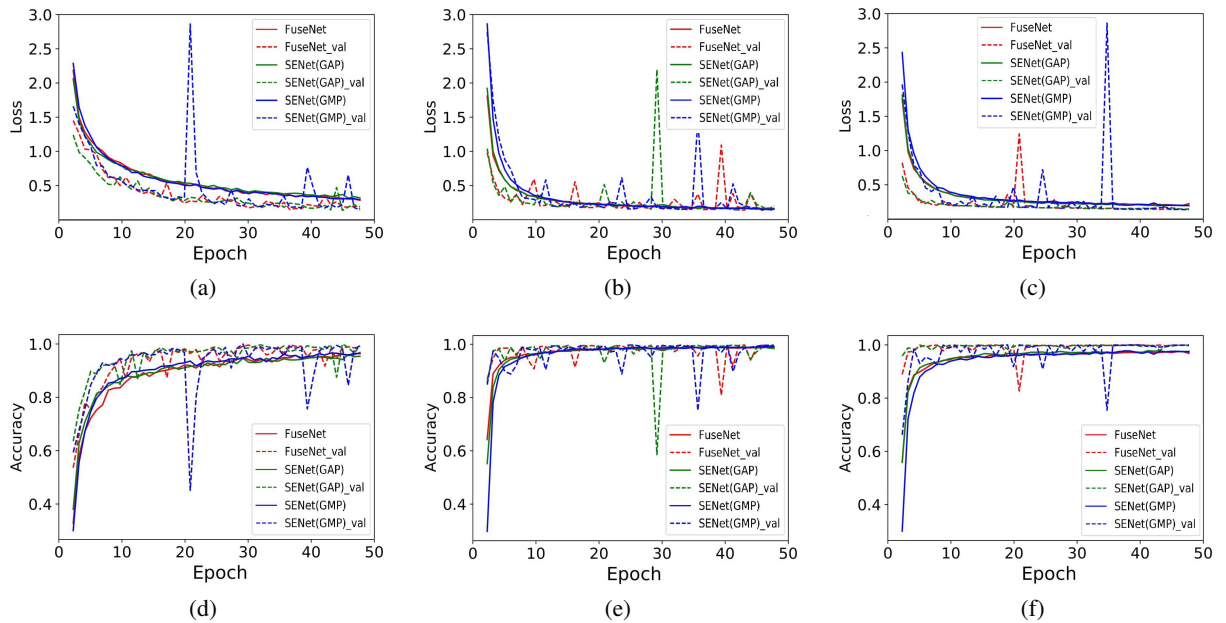 3.0
2.5
2.0
1.5
1.0
0.5
Loss
0 10 20 30 40 50
Epoch
FuseNet
FuseNet_val
SENet(GAP)
SENet(GAP)_val
SENet(GMP)
SENet(GMP)_val
(a)
3.0
2.5
2.0
1.5
1.0
0.5
Loss
0 10 20 30 40 50
Epoch
FuseNet
FuseNet_val
SENet(GAP)
SENet(GAP)_val
SENet(GMP)
SENet(GMP)_val
(b)
3.0
2.5
2.0
1.5
1.0
0.5
Loss
0 10 20 30 40 50
Epoch
FuseNet
FuseNet_val
SENet(GAP)
SENet(GAP)_val
SENet(GMP)
SENet(GMP)_val
(c)
1.0
0.8
0.6
0.4
Accuracy
0 10 20 30 40 50
Epoch
FuseNet
FuseNet_val
SENet(GAP)
SENet(GAP)_val
SENet(GMP)
SENet(GMP)_val
(d)
1.0
0.8
0.6
0.4
Accuracy
0 10 20 30 40 50
Epoch
FuseNet
FuseNet_val
SENet(GAP)
SENet(GAP)_val
SENet(GMP)
SENet(GMP)_val
(e)
1.0
0.8
0.6
0.4
Accuracy
0 10 20 30 40 50
Epoch
FuseNet
FuseNet_val
SENet(GAP)
SENet(GAP)_val
SENet(GMP)
SENet(GMP)_val
(f)